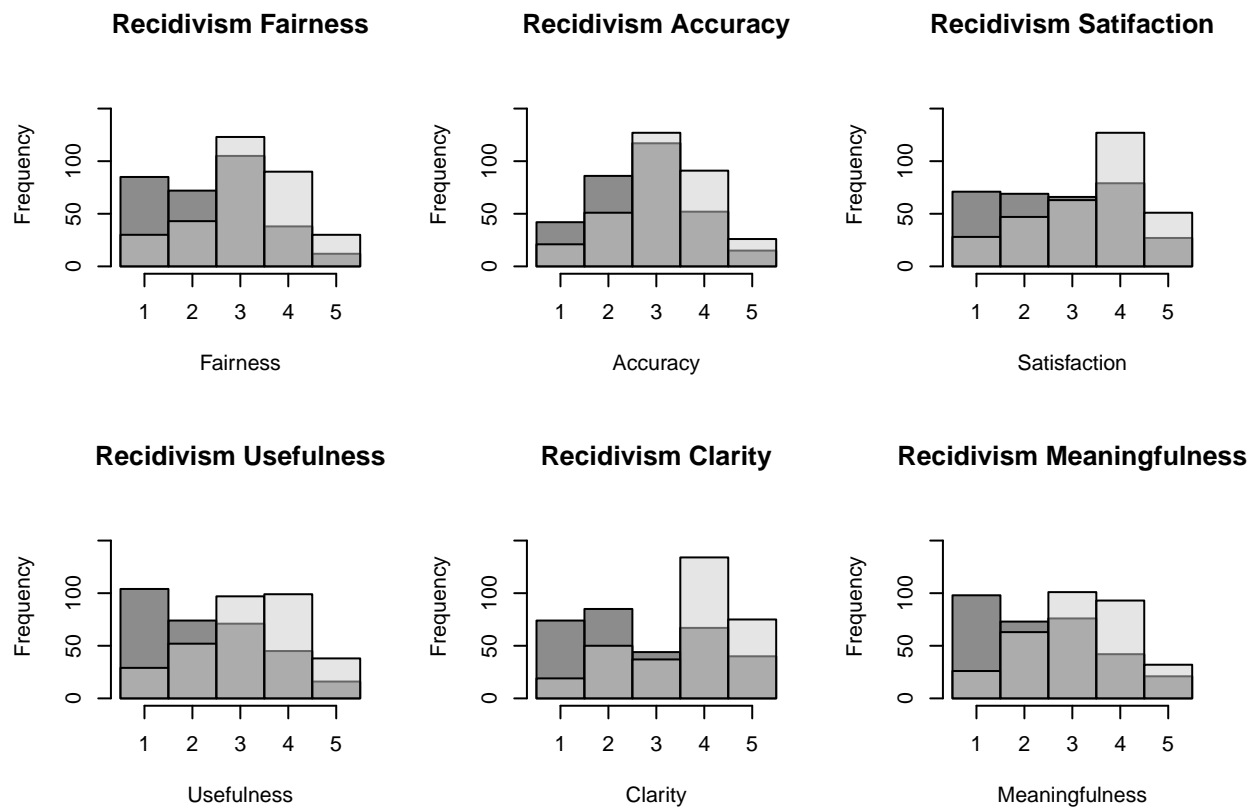 Recidivism Fairness
Frequency
0 50 100
1 2 3 4 5
Fairness
Recidivism Accuracy
Frequency
0 50 100
1 2 3 4 5
Accuracy
Recidivism Satifaction
Frequency
0 50 100
1 2 3 4 5
Satisfaction
Recidivism Usefulness
Frequency
0 50 100
1 2 3 4 5
Usefulness
Recidivism Clarity
Frequency
0 50 100
1 2 3 4 5
Clarity
Recidivism Meaningfulness
Frequency
0 50 100
1 2 3 4 5
Meaningfulness